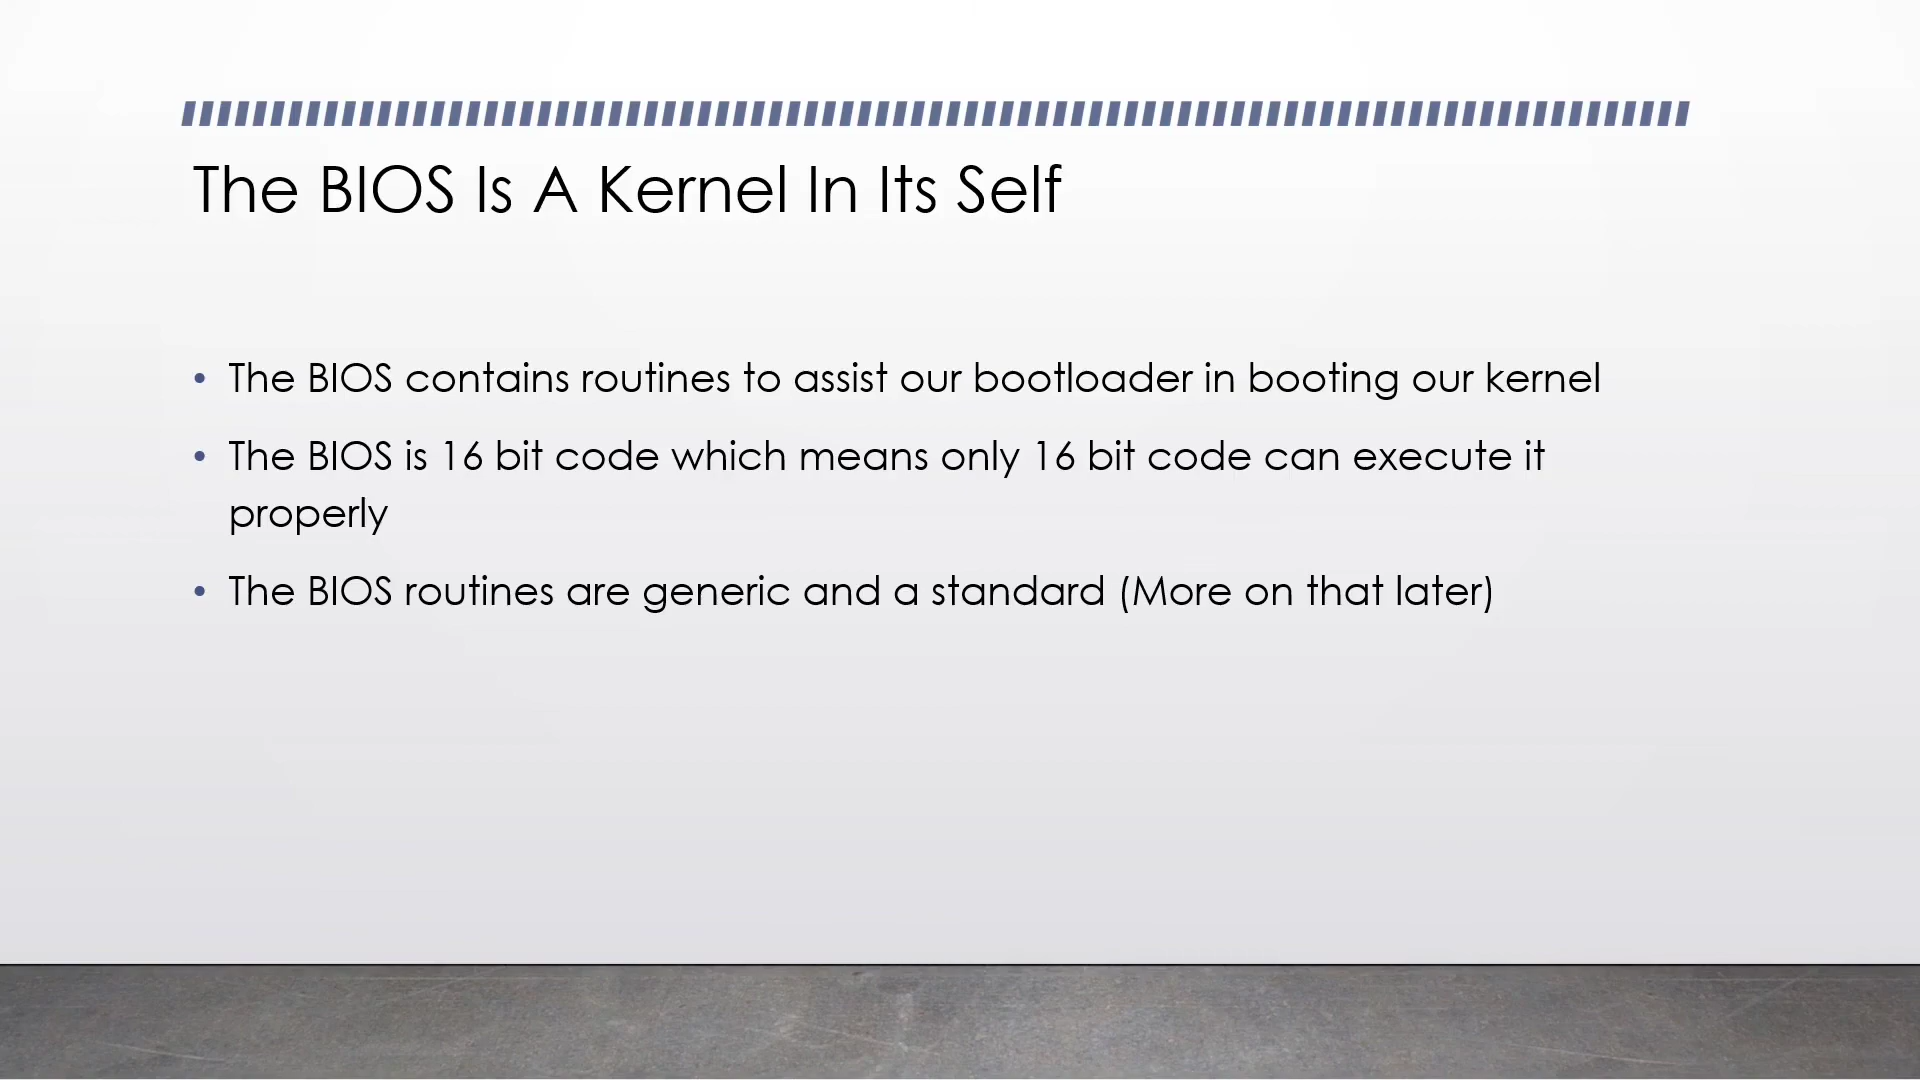 The BIOS Is A Kernel In Its Self
• The BIOS contains routines to assist our bootloader in booting our kernel
• The BIOS is 16 bit code which means only 16 bit code can execute it
properly
• The BIOS routines are generic and a standard (More on that later)